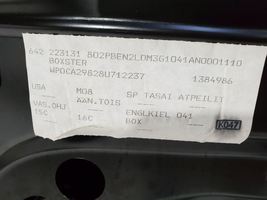 642 223131 802PBEN2LDM3G1041AN0001110
BOXSTER
WP0CA29828U712237 1384986
USA M08 SP TASAI ATPEILIT
VAS.OHJ AAN.TOIS ENGLKIEL 041
15C 16C BOX K047